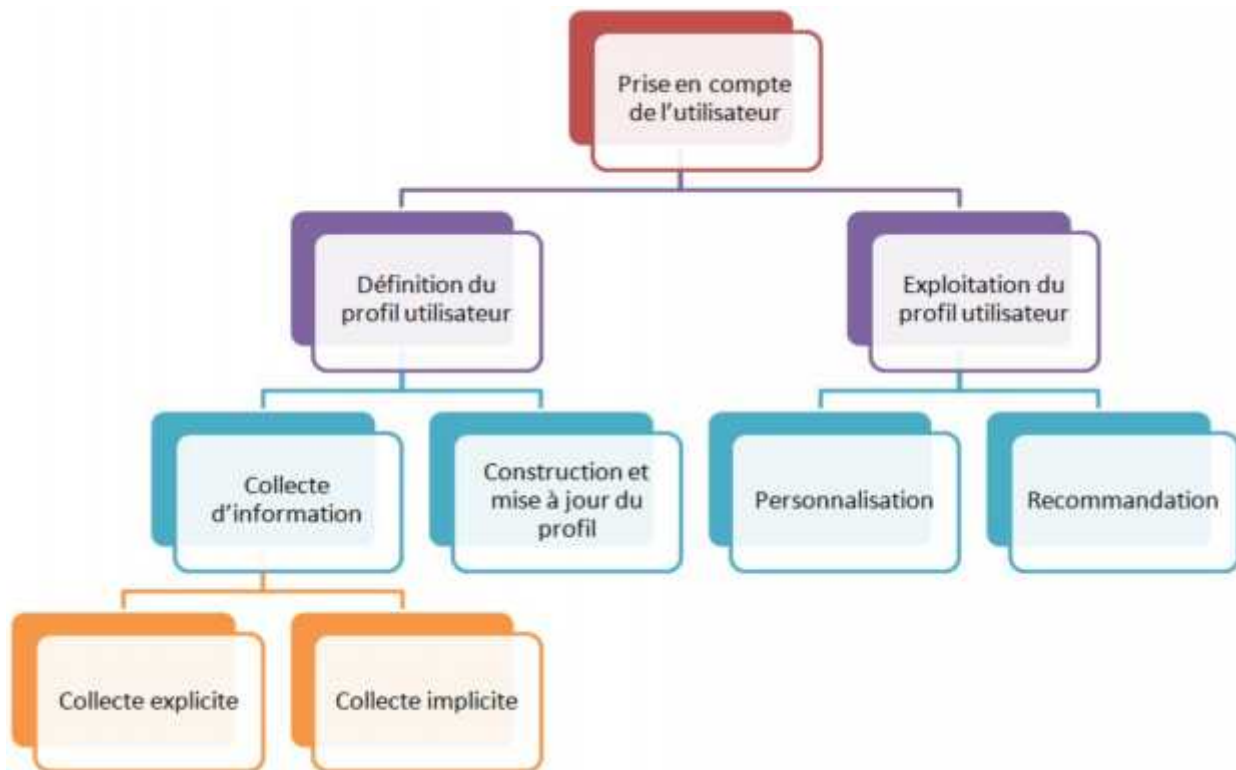 Prise en compte
de l'utilisateur
Définition du
profil utilisateur
Exploitation du
profil utilisateur
Collecte
d'information
Construction et
mise à jour du
profil
Personnalisation
Recommandation
Collecte explicite
Collecte implicite